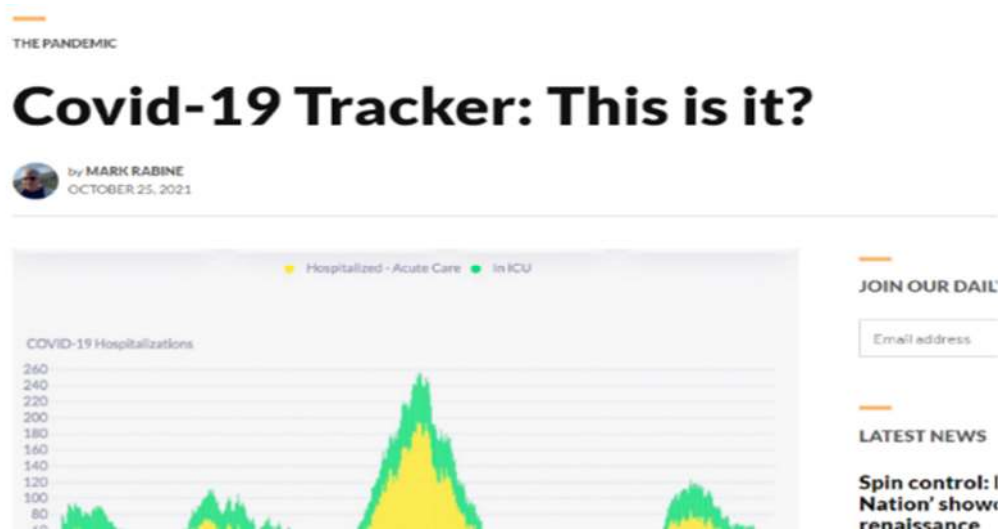 THE PANDEMIC
Covid-19 Tracker: This is it?
by MARK RABINE
OCTOBER 25, 2021
Hospitalized - Acute Care In ICU
COVID-19 Hospitalizations
260
240
220
200
180
160
140
120
100
80
JOIN OUR DAIL
Email address
LATEST NEWS
Spin control:
Nation' show
renaissance